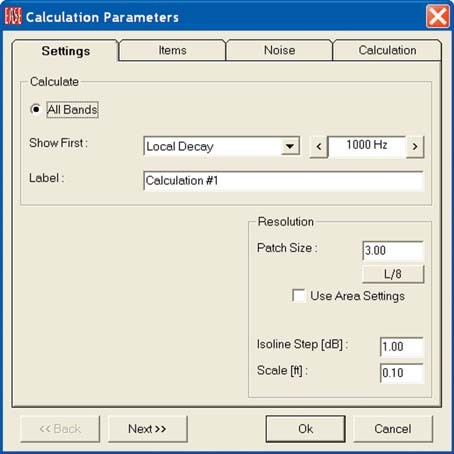 EASE Calculation Parameters
Settings Items Noise Calculation
Calculate
All Bands
Show First : Local Decay < 1000 Hz >
Label : Calculation #1
Resolution
Patch Size : 3.00
L/8
Use Area Settings
Isoline Step [dB] : 1.00
Scale [ft] : 0.10
<< Back Next >> Ok Cancel